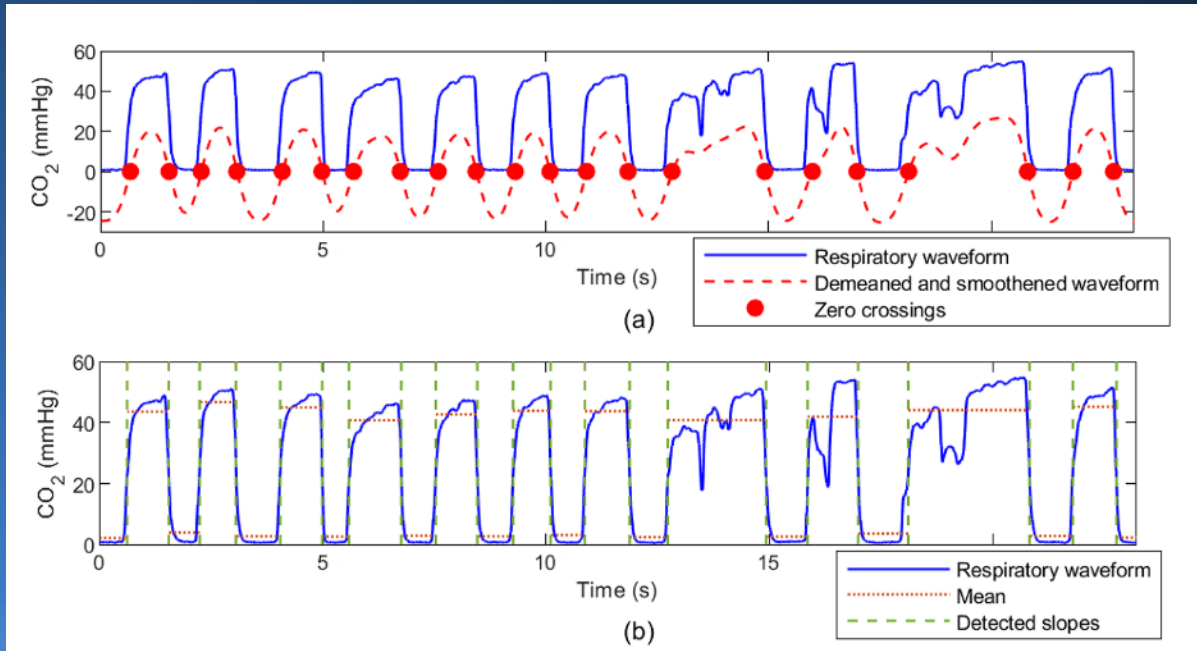 60
40
20
0
-20
CO2 (mmHg)
0 5 10
Time (s)
Respiratory waveform
Demeaned and smoothened waveform
Zero crossings
(a)
60
40
20
0
CO2 (mmHg)
0 5 10 15
Time (s)
Respiratory waveform
Mean
Detected slopes
(b)